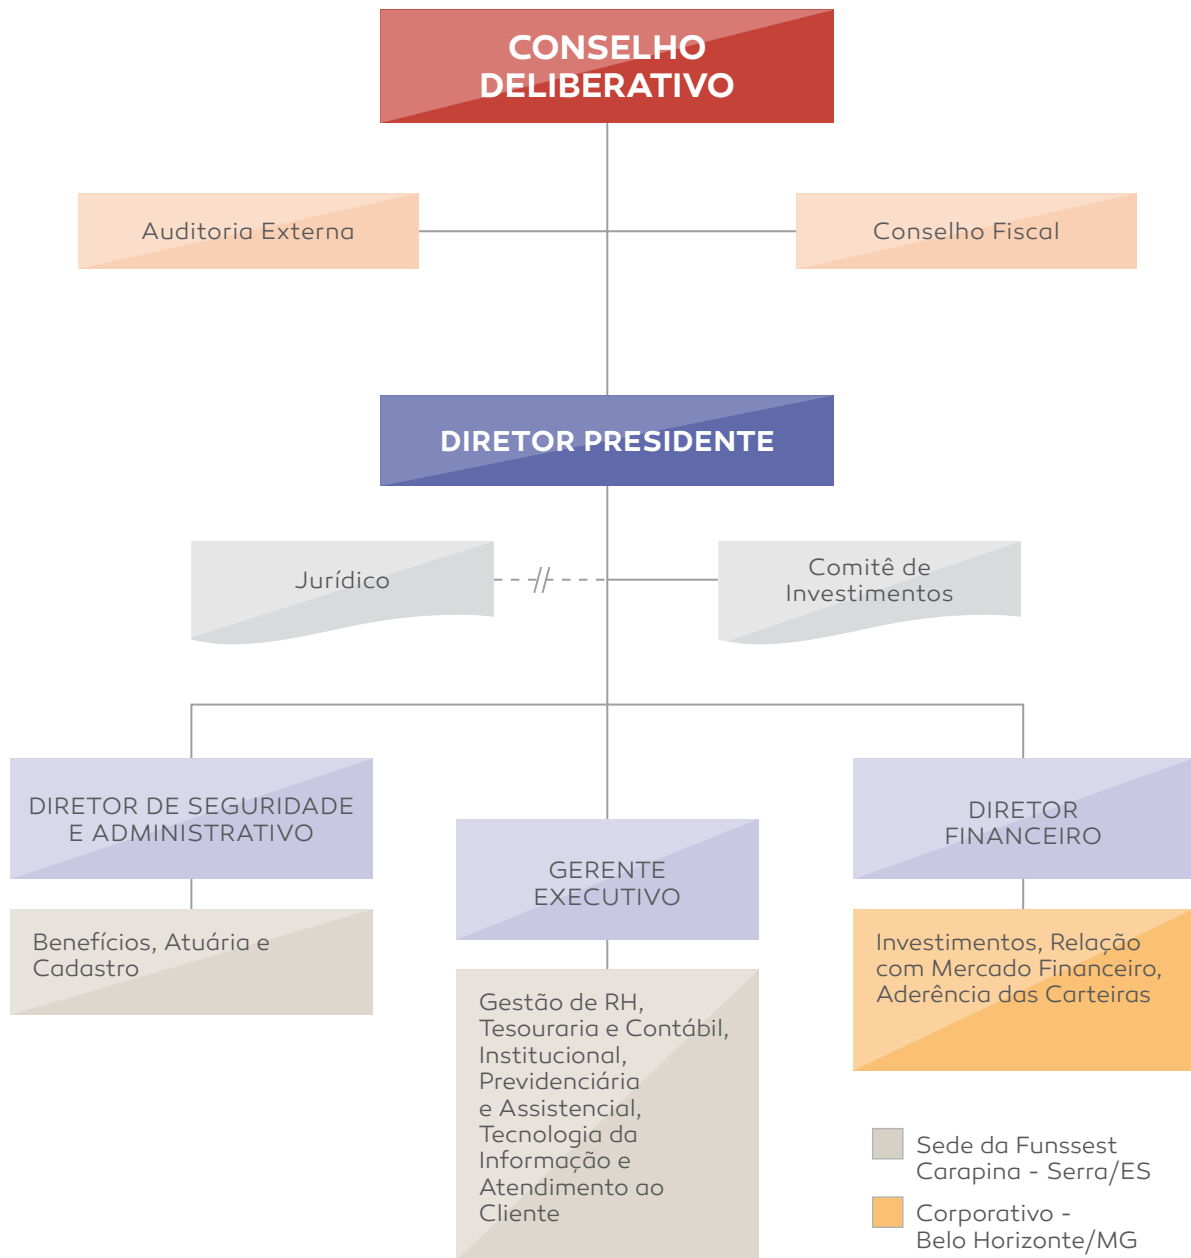 CONSELHO
DELIBERATIVO
Auditoria Externa
Conselho Fiscal
DIRETOR PRESIDENTE
Jurídico
Comitê de
Investimentos
DIRETOR DE SEGURIDADE
E ADMINISTRATIVO
GERENTE
EXECUTIVO
DIRETOR
FINANCEIRO
Benefícios, Atuária e
Cadastro
Gestão de RH,
Tesouraria e Contábil,
Institucional,
Previdenciária
e Assistencial,
Tecnologia da
Informação e
Atendimento ao
Cliente
Investimentos, Relação
com Mercado Financeiro,
Aderência das Carteiras
Sede da Funssest
Carapina - Serra/ES
Corporativo -
Belo Horizonte/MG